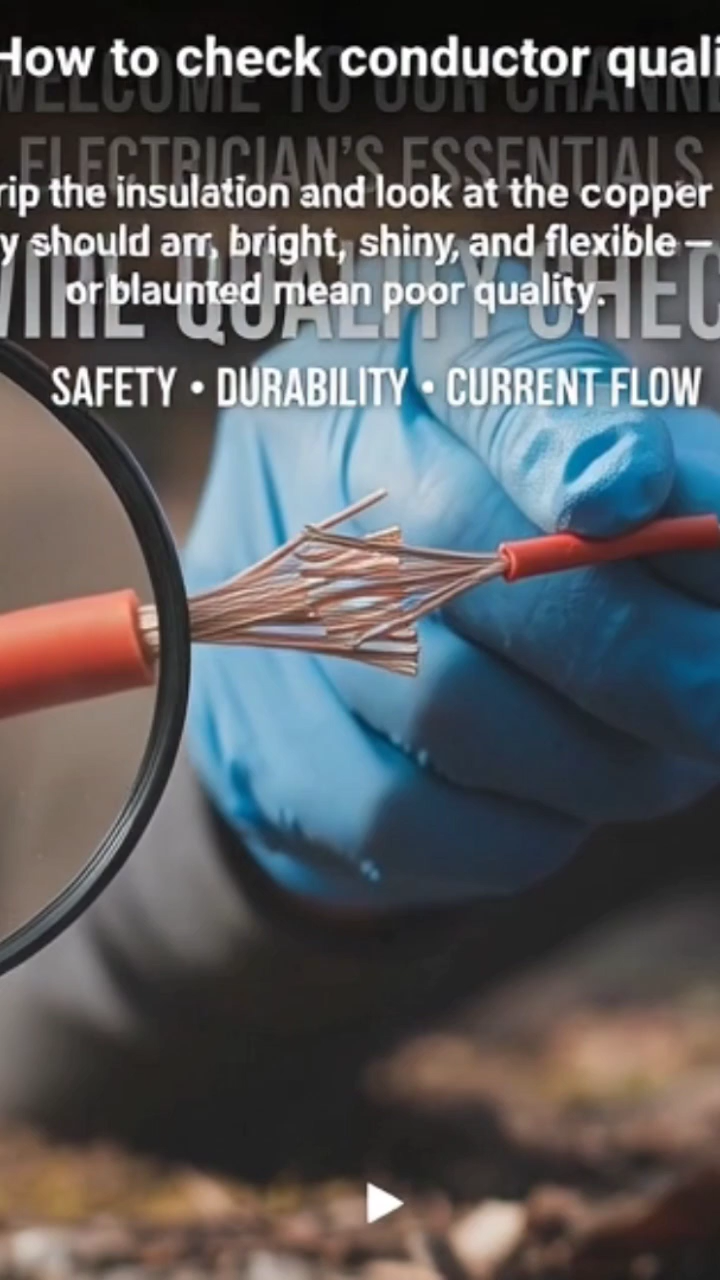 How to check conductor quali
WELCOME TO OUR CHANN
ELECTRICIAN'S ESSENTIALS
rip the insulation and look at the copper
y should arr, bright, shiny, and flexible —
or blaunted mean poor quality.
WIRE QUALITY CHEC
SAFETY • DURABILITY • CURRENT FLOW